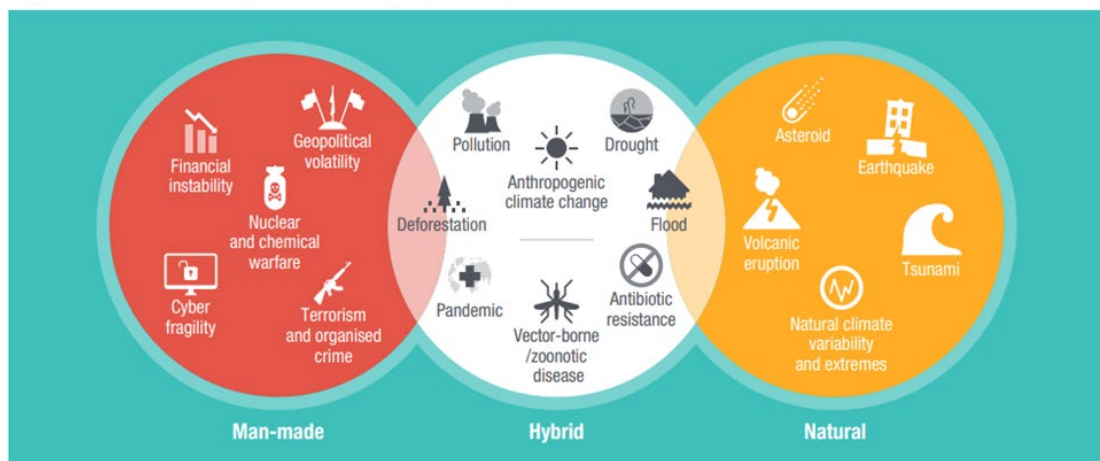 Financial
instability
Geopolitical
volatility
Nuclear
and chemical
warfare
Cyber
fragility
Terrorism
and organised
crime
Pollution
Drought
Anthropogenic
climate change
Deforestation
Flood
Pandemic
Vector-borne
/zoonotic
disease
Antibiotic
resistance
Asteroid
Earthquake
Volcanic
eruption
Tsunami
Natural climate
variability
and extremes
Man-made
Hybrid
Natural